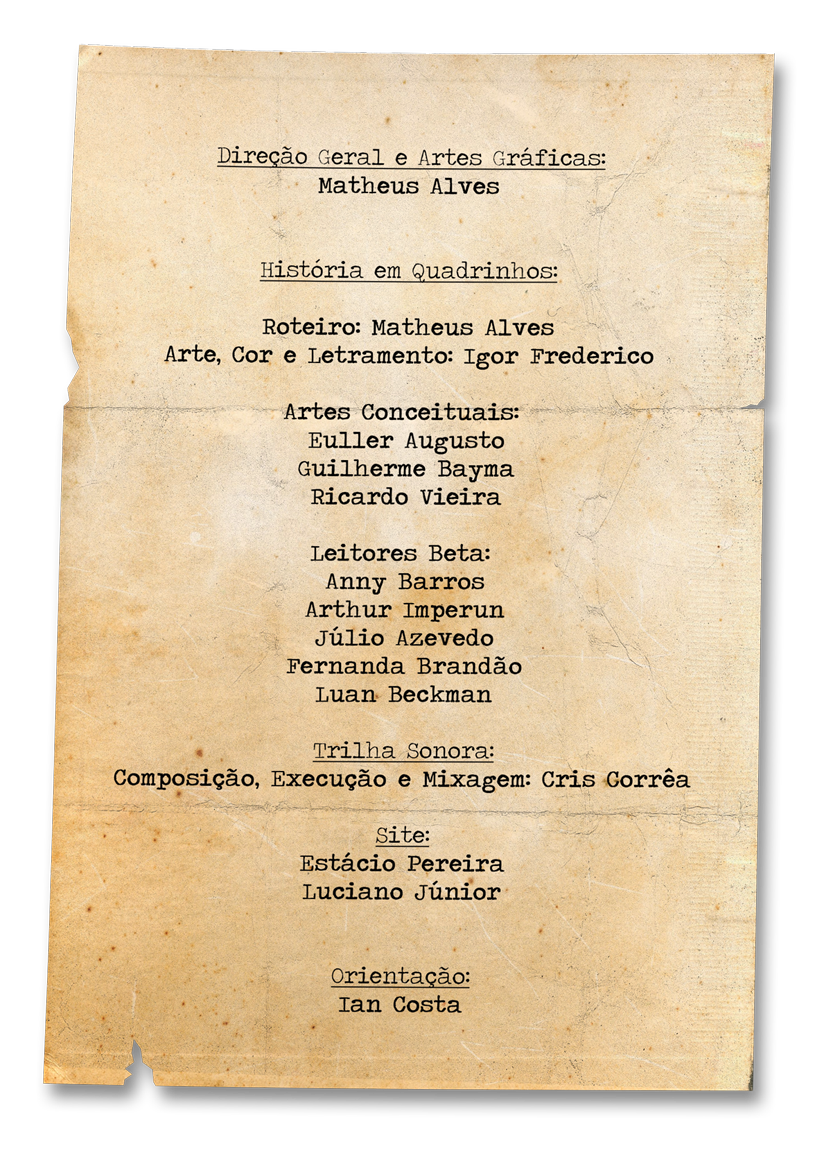 Direção Geral e Artes Gráficas:
Matheus Alves
História em Quadrinhos:
Roteiro: Matheus Alves
Arte, Cor e Letramento: Igor Frederico
Artes Conceituais:
Euller Augusto
Guilherme Bayma
Ricardo Vieira
Leitores Beta:
Anny Barros
Arthur Imperun
Júlio Azevedo
Fernanda Brandão
Luan Beckman
Trilha Sonora:
Composição, Execução e Mixagem: Cris Corrêa
Site:
Estácio Pereira
Luciano Júnior
Orientação:
Ian Costa